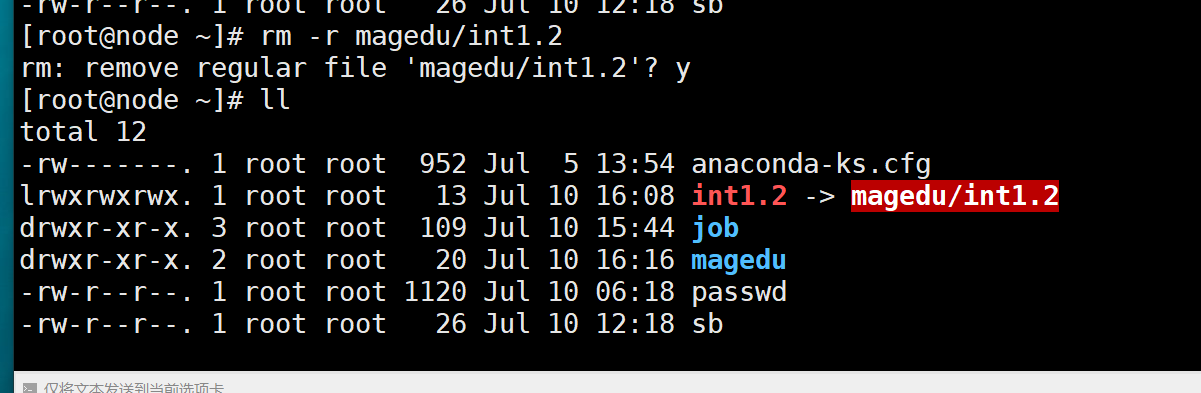 -rw-r--r--. 1 root root   26 Jul 10 12:18 sb
[root@node ~]# rm -r magedu/int1.2
rm: remove regular file 'magedu/int1.2'? y
[root@node ~]# ll
total 12
-rw-------. 1 root root  952 Jul  5 13:54 anaconda-ks.cfg
lrwxrwxrwx. 1 root root   13 Jul 10 16:08 int1.2 -> magedu/int1.2
drwxr-xr-x. 3 root root  109 Jul 10 15:44 job
drwxr-xr-x. 2 root root   20 Jul 10 16:16 magedu
-rw-r--r--. 1 root root 1120 Jul 10 06:18 passwd
-rw-r--r--. 1 root root   26 Jul 10 12:18 sb
仅将文本发送到当前选项卡